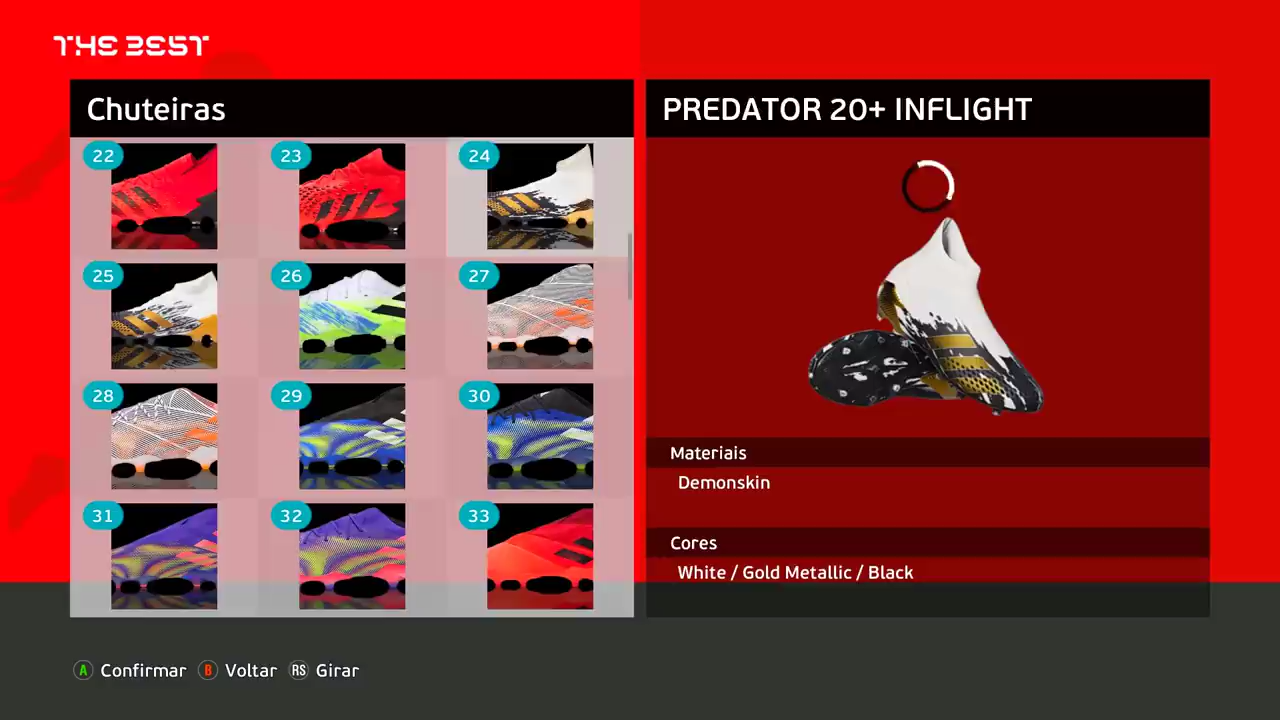 THE BEST
Chuteiras
22
23
24
25
26
27
28
29
30
31
32
33
PREDATOR 20+ INFLIGHT
Materiais
Demonskin
Cores
White / Gold Metallic / Black
A Confirmar B Voltar RS Girar